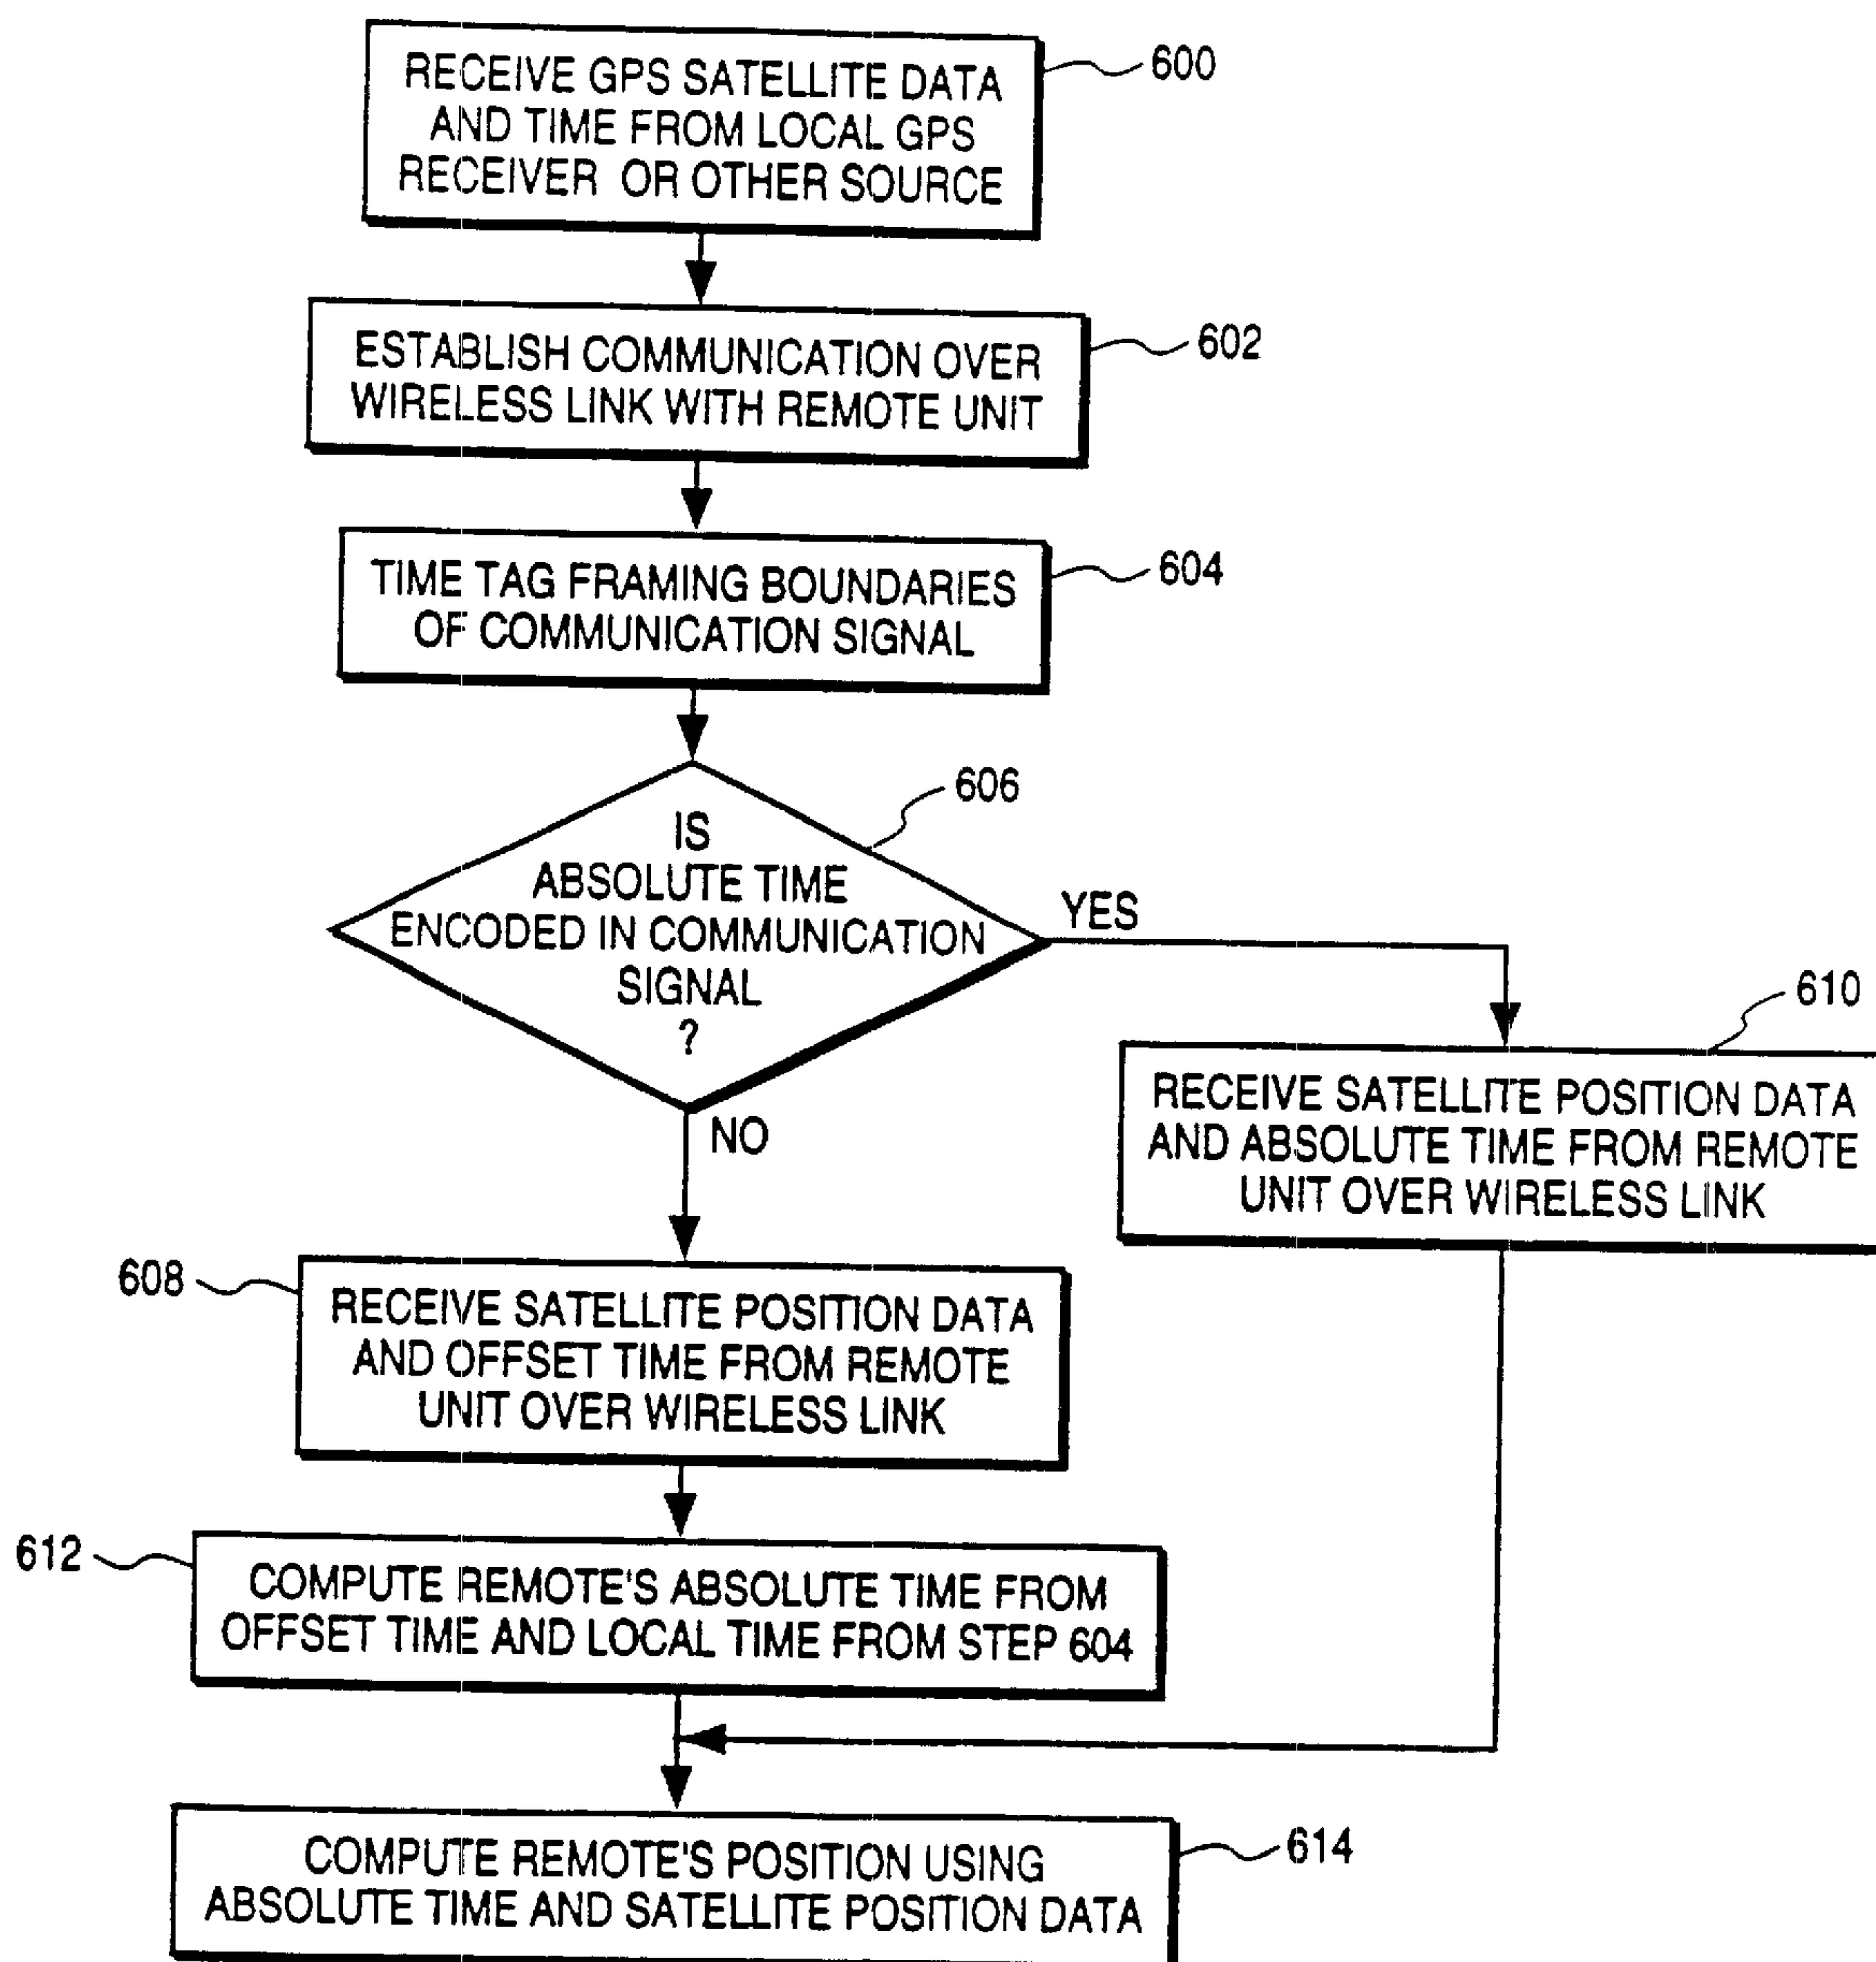 RECEIVE GPS SATELLITE DATA
AND TIME FROM LOCAL GPS
RECEIVER OR OTHER SOURCE
600
ESTABLISH COMMUNICATION OVER
WIRELESS LINK WITH REMOTE UNIT
602
TIME TAG FRAMING BOUNDARIES
OF COMMUNICATION SIGNAL
604
606
IS
ABSOLUTE TIME
ENCODED IN COMMUNICATION
SIGNAL
?
YES
NO
610
RECEIVE SATELLITE POSITION DATA
AND ABSOLUTE TIME FROM REMOTE
UNIT OVER WIRELESS LINK
608
RECEIVE SATELLITE POSITION DATA
AND OFFSET TIME FROM REMOTE
UNIT OVER WIRELESS LINK
612
COMPUTE REMOTE'S ABSOLUTE TIME FROM
OFFSET TIME AND LOCAL TIME FROM STEP 604
COMPUTE REMOTE'S POSITION USING
ABSOLUTE TIME AND SATELLITE POSITION DATA
614